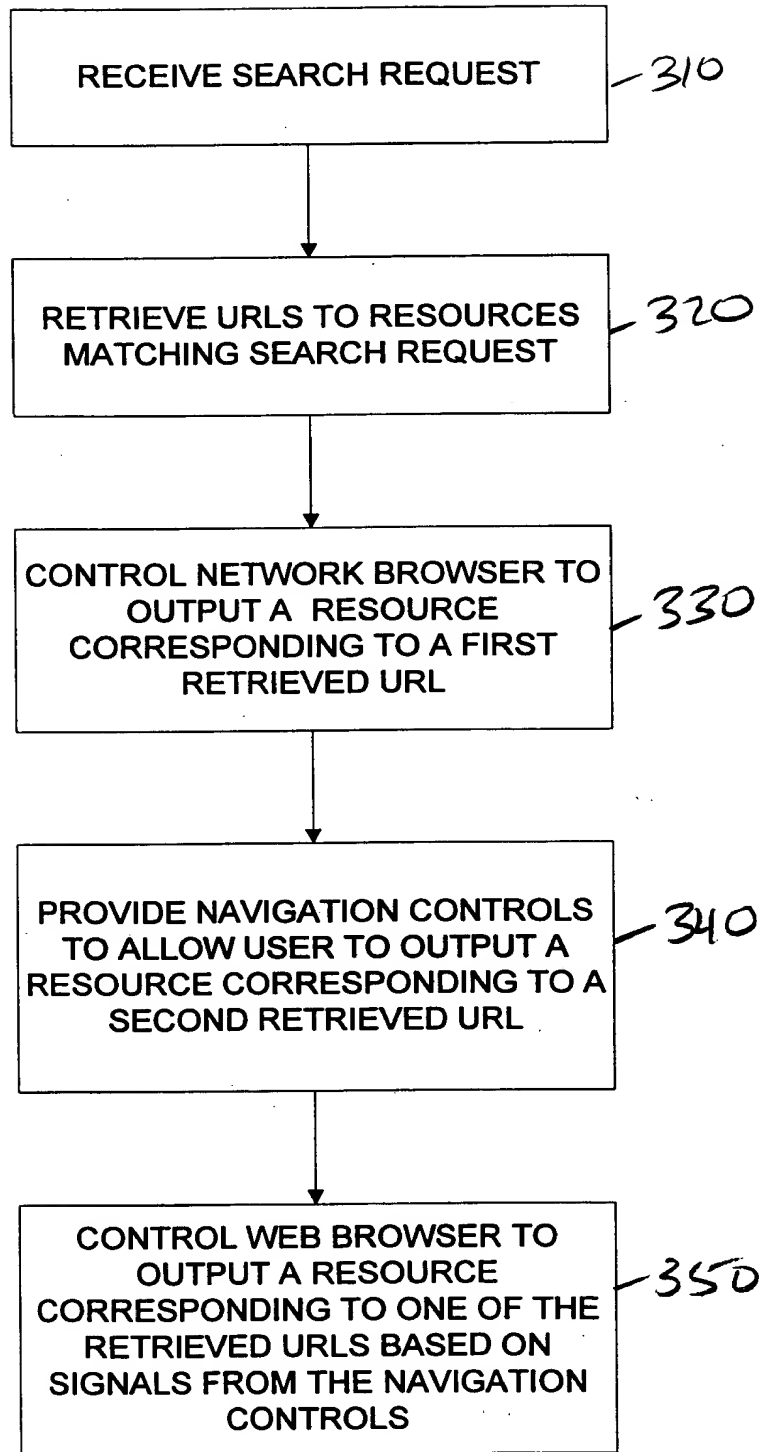 RECEIVE SEARCH REQUEST
310
RETRIEVE URLS TO RESOURCES
MATCHING SEARCH REQUEST
320
CONTROL NETWORK BROWSER TO
OUTPUT A RESOURCE
CORRESPONDING TO A FIRST
RETRIEVED URL
330
PROVIDE NAVIGATION CONTROLS
TO ALLOW USER TO OUTPUT A
RESOURCE CORRESPONDING TO A
SECOND RETRIEVED URL
340
CONTROL WEB BROWSER TO
OUTPUT A RESOURCE
CORRESPONDING TO ONE OF THE
RETRIEVED URLS BASED ON
SIGNALS FROM THE NAVIGATION
CONTROLS
350